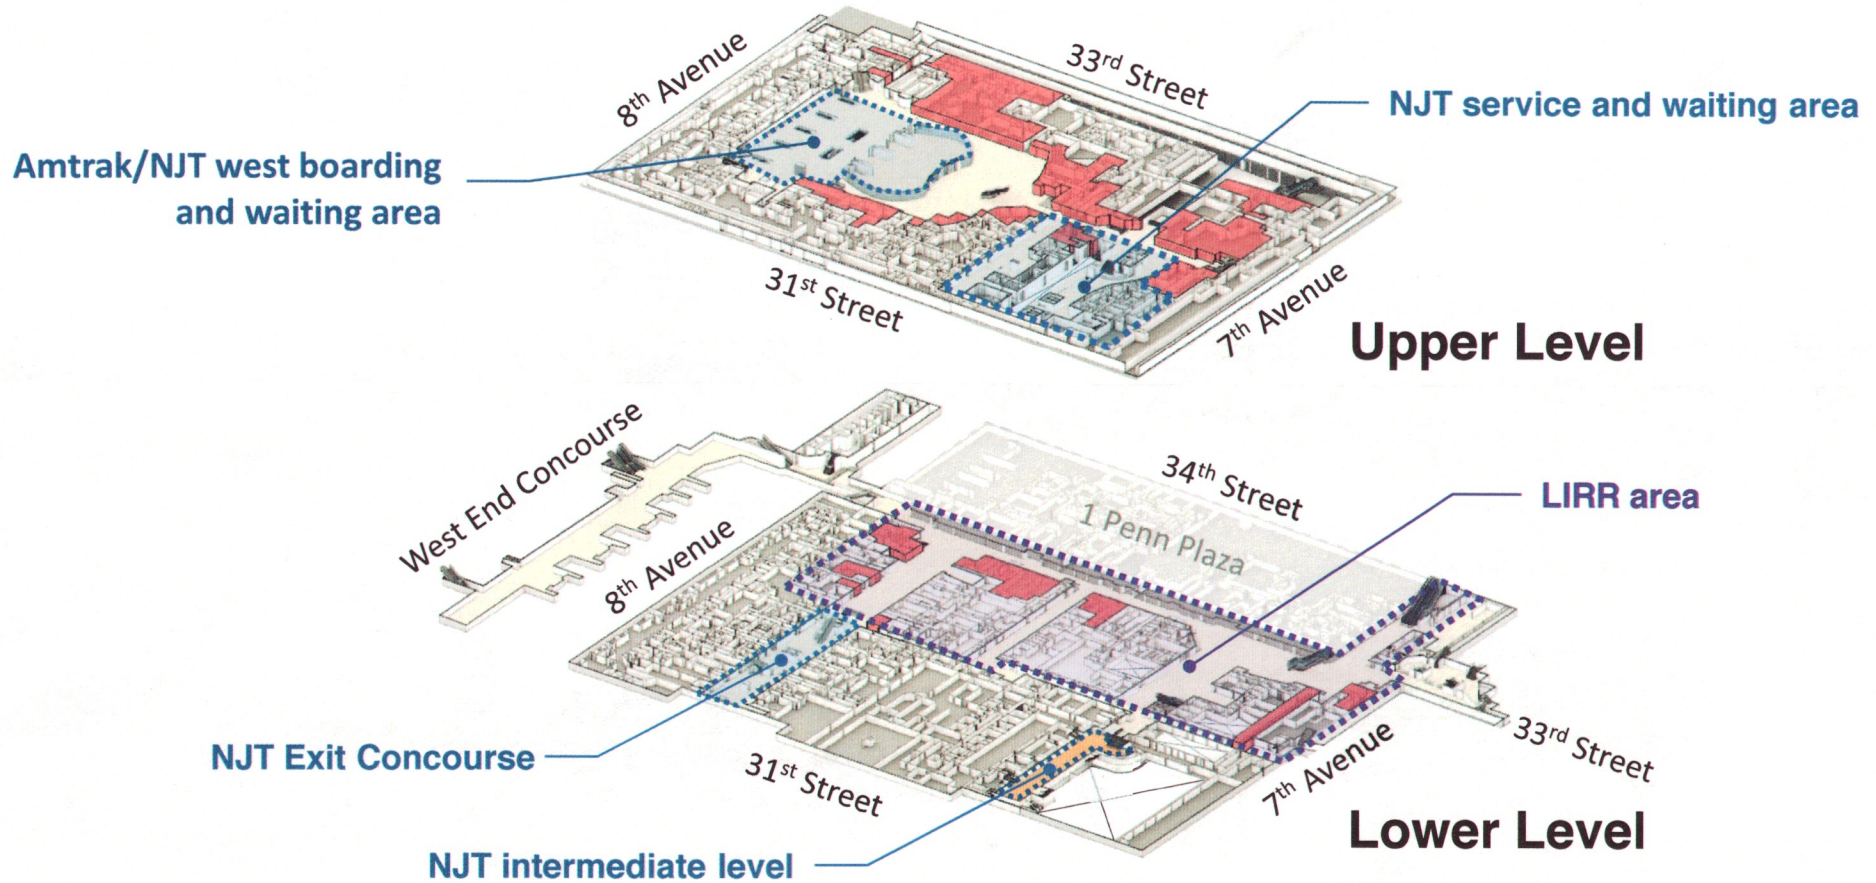 8th Avenue
33rd Street
NJT service and waiting area
Amtrak/NJT west boarding
and waiting area
31st Street
7th Avenue
Upper Level
West End Concourse
34th Street
LIRR area
1 Penn Plaza
8th Avenue
NJT Exit Concourse
31st Street
7th Avenue
33rd Street
Lower Level
NJT intermediate level